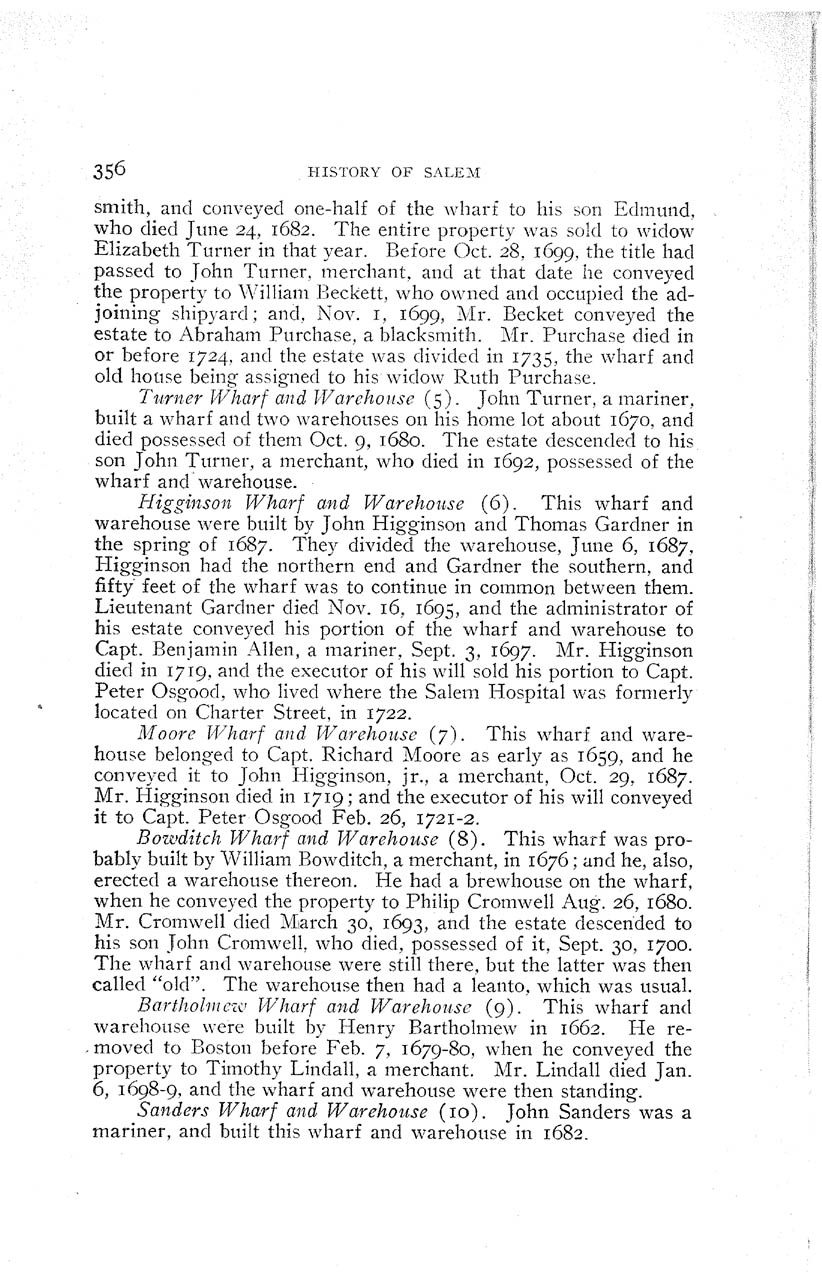 356 HISTORY OF SALEM
smith, and conveyed one-half of the wharf to his son Edmund,
who died June 24, 1682. The entire property was sold to widow
Elizabeth Turner in that year. Before Oct. 28, 1699, the title had
passed to John Turner, merchant, and at that date he conveyed
the property to William Beckett, who owned and occupied the ad-
joining shipyard; and, Nov. 1, 1699, Mr. Becket conveyed the
estate to Abraham Purchase, a blacksmith. Mr. Purchase died in
or before 1724, and the estate was divided in 1735, the wharf and
old house being assigned to his widow Ruth Purchase.
Turner Wharf and Warehouse (5). John Turner, a mariner,
built a wharf and two warehouses on his home lot about 1670, and
died possessed of them Oct. 9, 1680. The estate descended to his
son John Turner, a merchant, who died in 1692, possessed of the
wharf and warehouse.
Higginson Wharf and Warehouse (6). This wharf and
warehouse were built by John Higginson and Thomas Gardner in
the spring of 1687. They divided the warehouse, June 6, 1687,
Higginson had the northern end and Gardner the southern, and
fifty feet of the wharf was to continue in common between them.
Lieutenant Gardner died Nov. 16, 1695, and the administrator of
his estate conveyed his portion of the wharf and warehouse to
Capt. Benjamin Allen, a mariner, Sept. 3, 1697. Mr. Higginson
died in 1719, and the executor of his will sold his portion to Capt.
Peter Osgood, who lived where the Salem Hospital was formerly
located on Charter Street, in 1722.
Moore Wharf and Warehouse (7). This wharf and ware-
house belonged to Capt. Richard Moore as early as 1659, and he
conveyed it to John Higginson, jr., a merchant, Oct. 29, 1687.
Mr. Higginson died in 1719; and the executor of his will conveyed
it to Capt. Peter Osgood Feb. 26, 1721-2.
Bowditch Wharf and Warehouse (8). This wharf was pro-
bably built by William Bowditch, a merchant, in 1676; and he, also,
erected a warehouse thereon. He had a brewhouse on the wharf,
when he conveyed the property to Philip Cromwell Aug. 26, 1680.
Mr. Cromwell died March 30, 1693, and the estate descended to
his son John Cromwell, who died, possessed of it, Sept. 30, 1700.
The wharf and warehouse were still there, but the latter was then
called "old". The warehouse then had a leanto, which was usual.
Bartholmew Wharf and Warehouse (9). This wharf and
warehouse were built by Henry Bartholmew in 1662. He re-
moved to Boston before Feb. 7, 1679-80, when he conveyed the
property to Timothy Lindall, a merchant. Mr. Lindall died Jan.
6, 1698-9, and the wharf and warehouse were then standing.
Sanders Wharf and Warehouse (10). John Sanders was a
mariner, and built this wharf and warehouse in 1682.